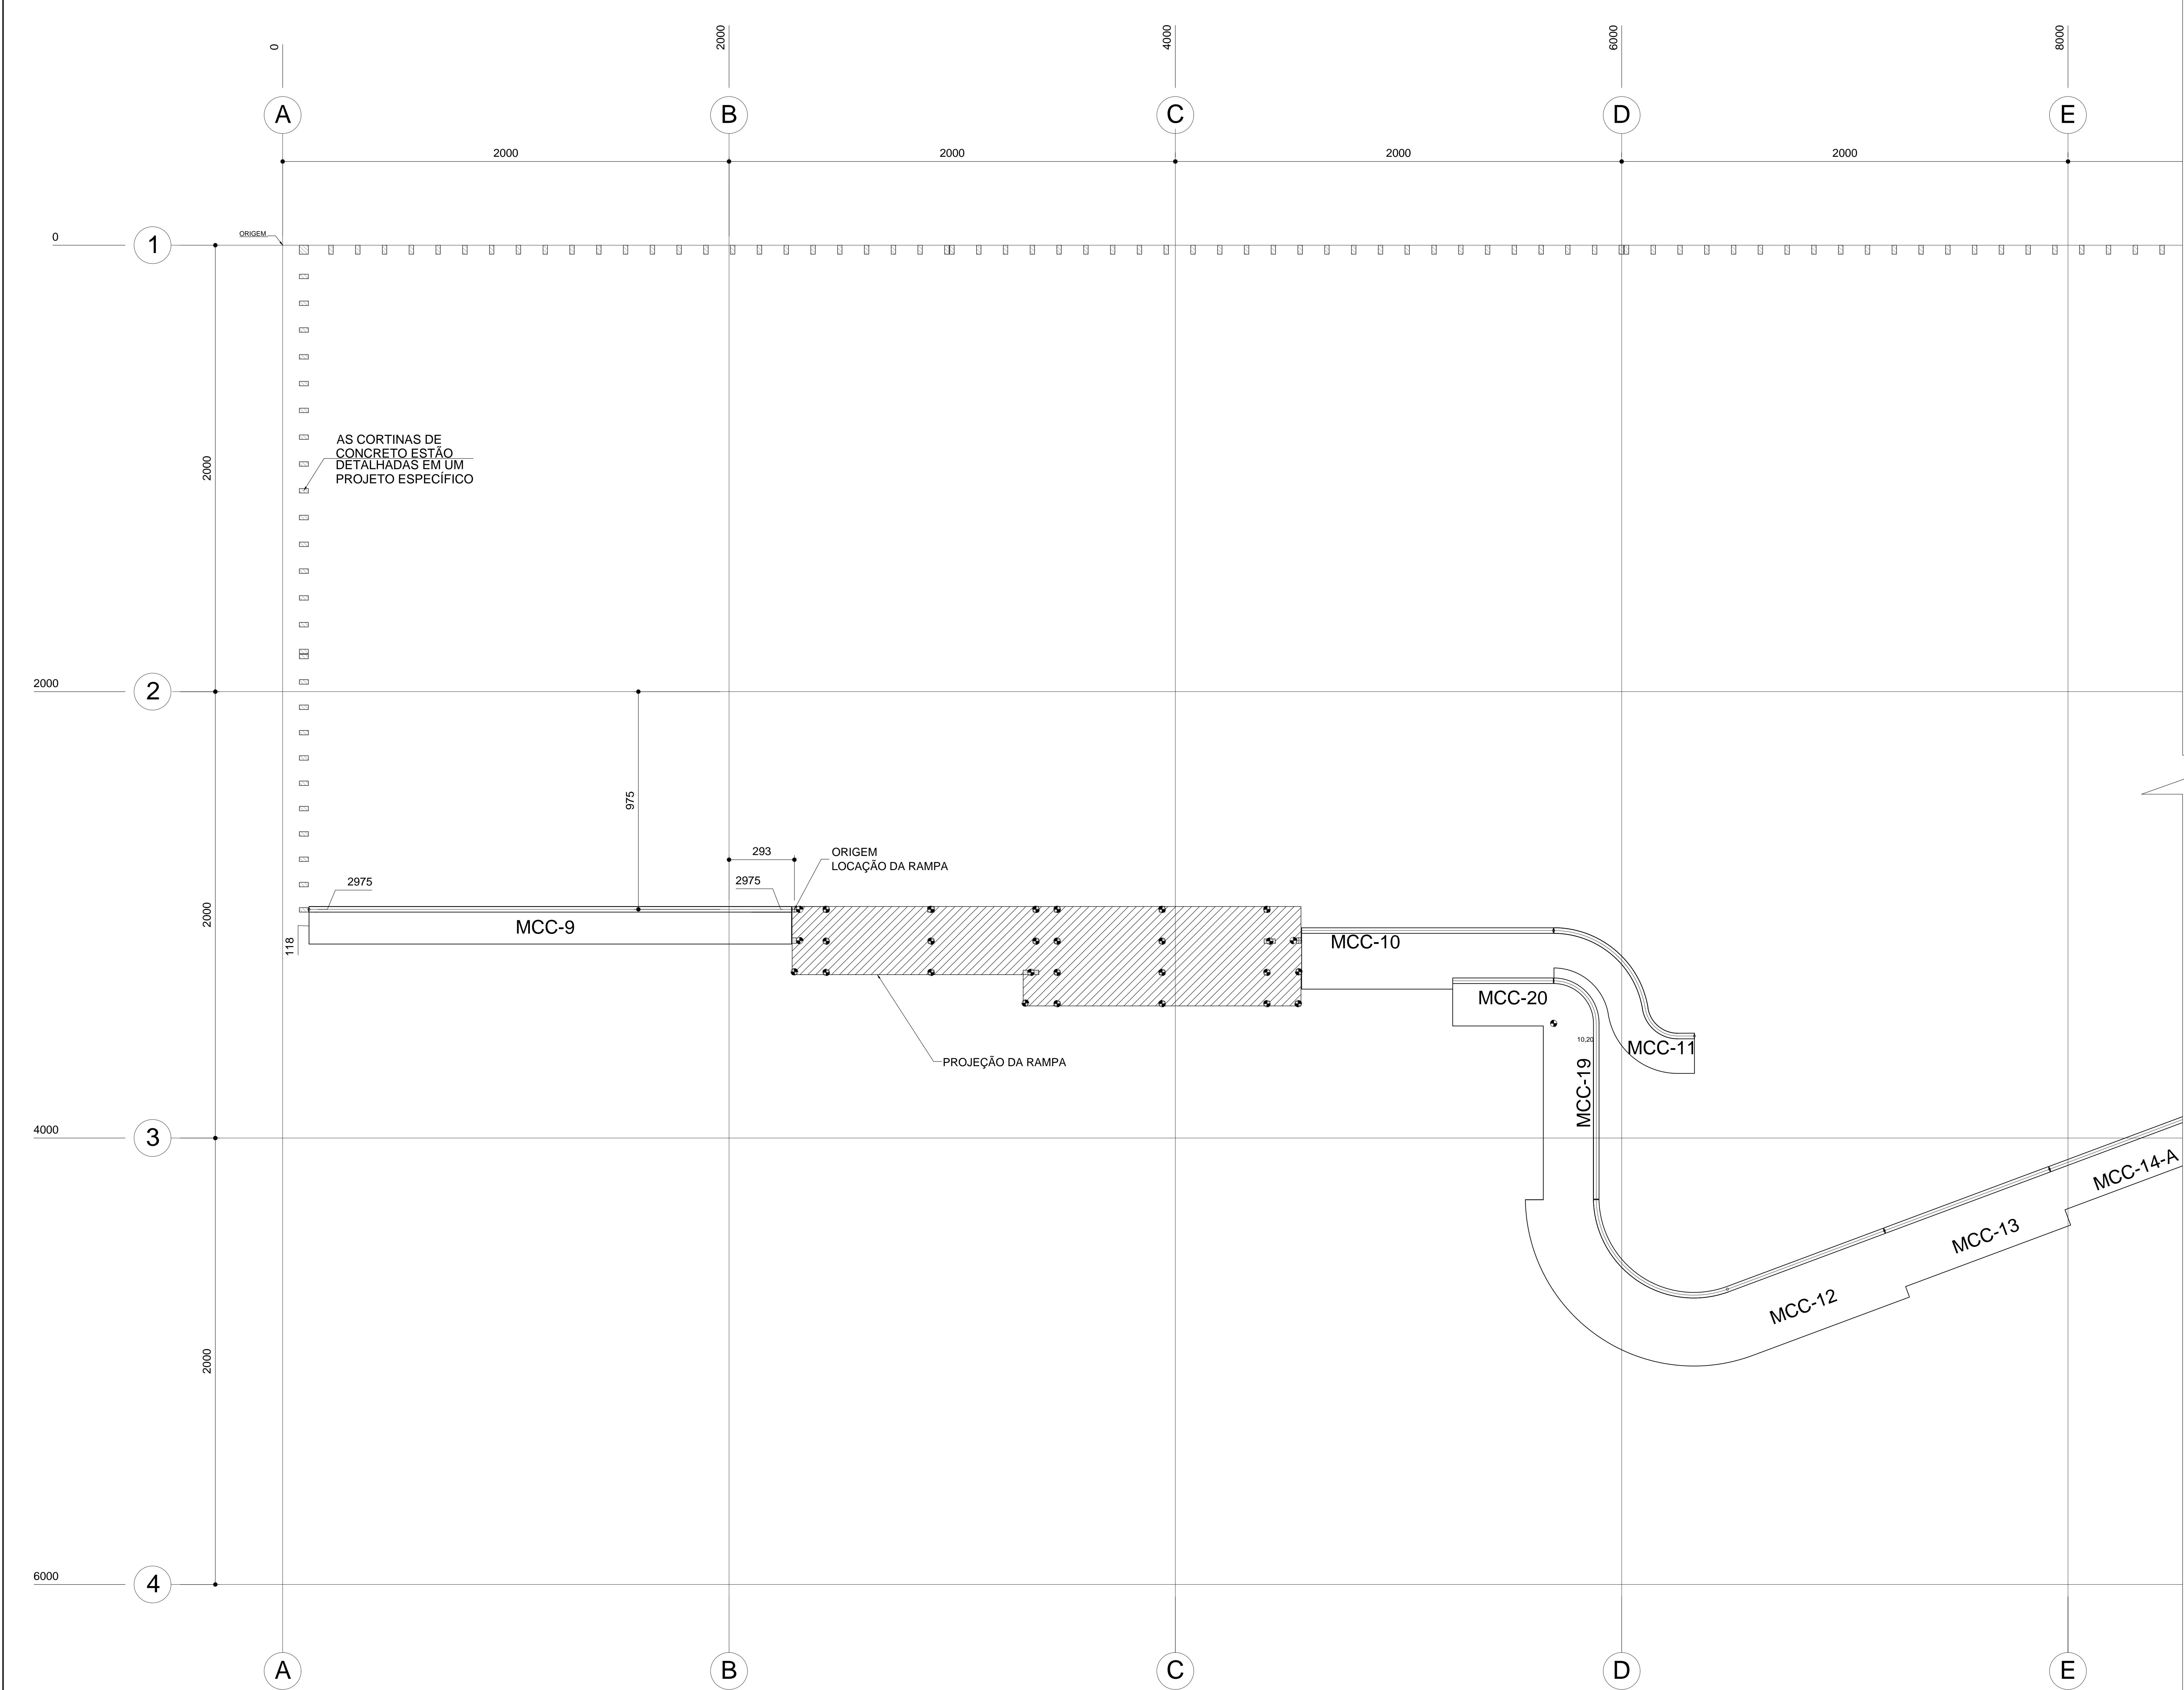 0
2000
4000
6000
8000
A
B
C
D
E
2000
2000
2000
2000
0
1
ORIGEM
AS CORTINAS DE
CONCRETO ESTÃO
DETALHADAS EM UM
PROJETO ESPECÍFICO
2000
2000
2
975
293
ORIGEM
LOCAÇÃO DA RAMPA
2975
2975
2000
MCC-9
118
MCC-10
MCC-20
10,20
MCC-11
MCC-19
PROJEÇÃO DA RAMPA
4000
3
MCC-14-A
MCC-13
MCC-12
2000
6000
4
A
B
C
D
E